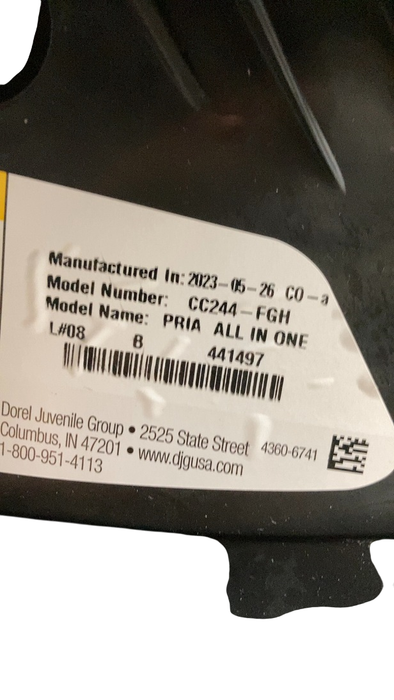 Manufactured In: 2023-05-26 CO-a
Model Number: CC244-FGH
Model Name: PRIA ALL IN ONE
L#08 B 441497
Dorel Juvenile Group • 2525 State Street 4360-6741
Columbus, IN 47201 • www.djgusa.com
1-800-951-4113